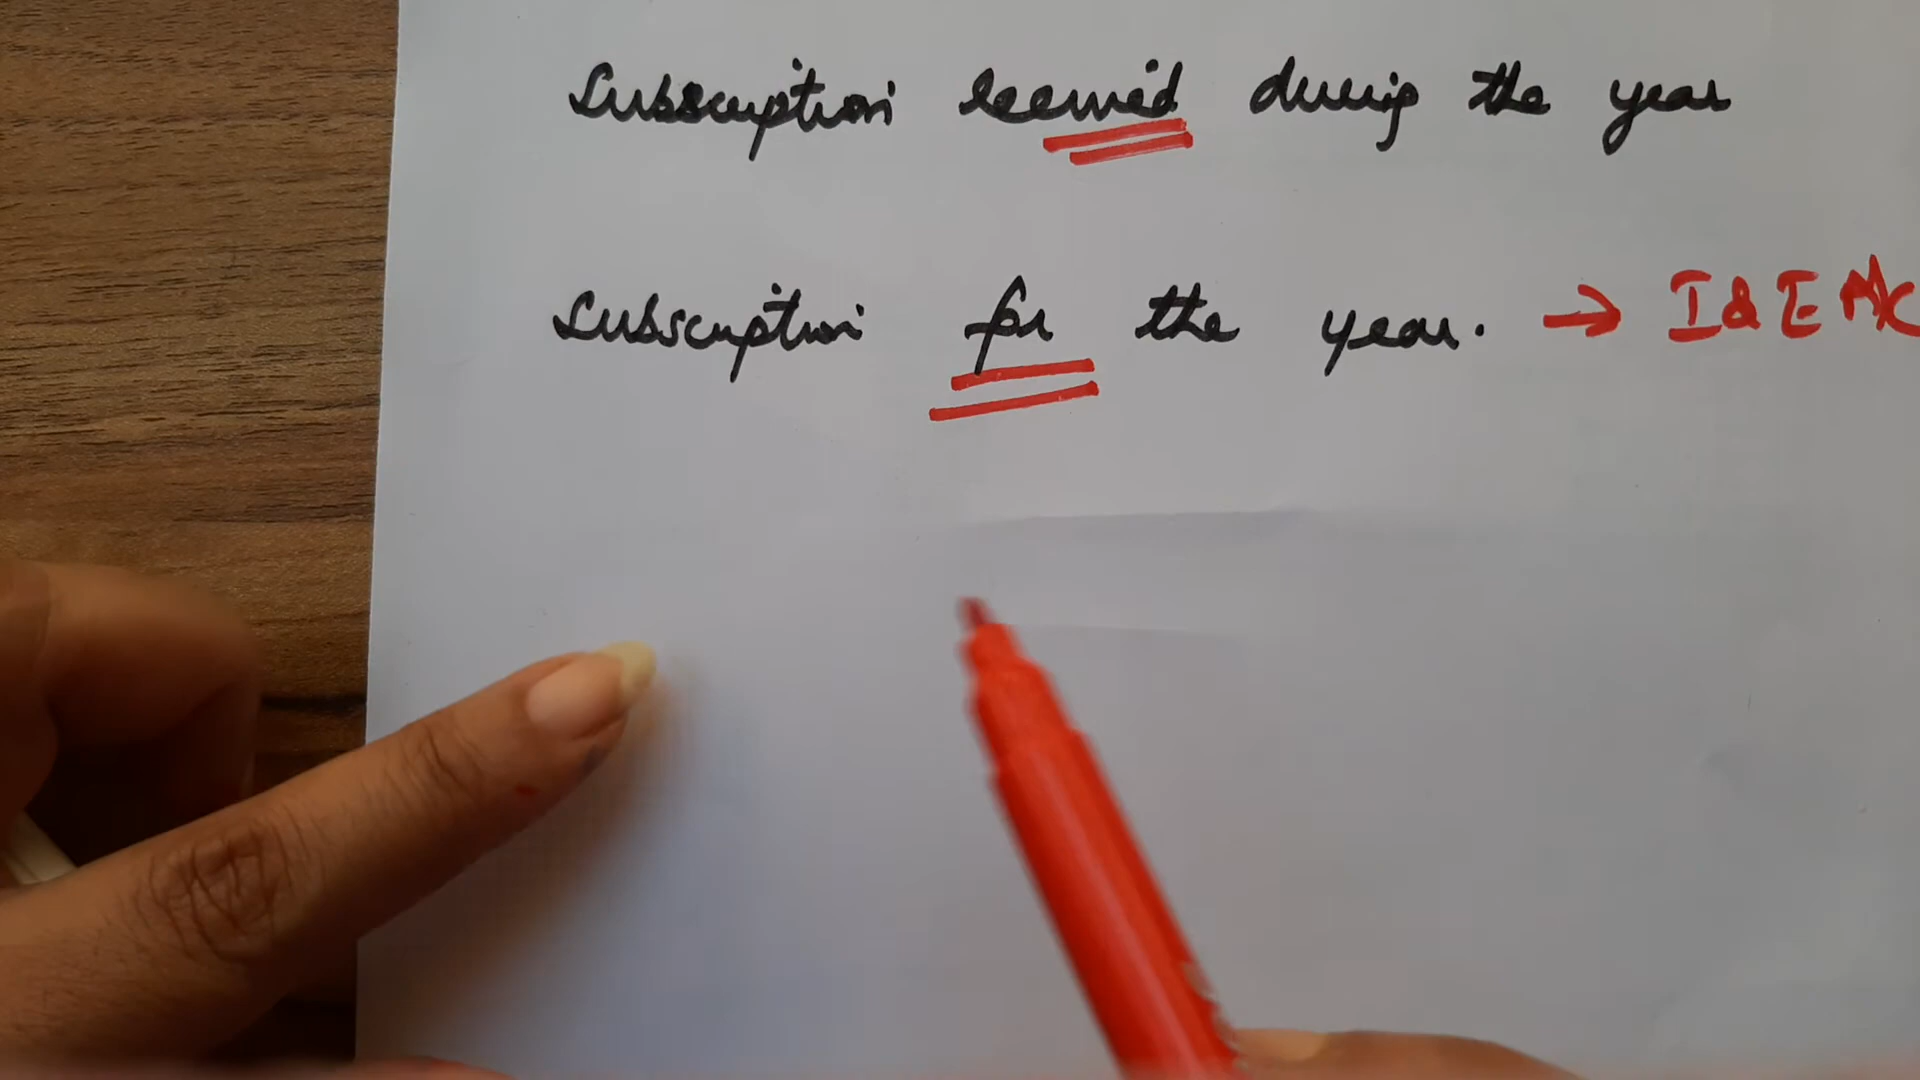 Subscription received during the year
Subscription for the year. → I & E A/C